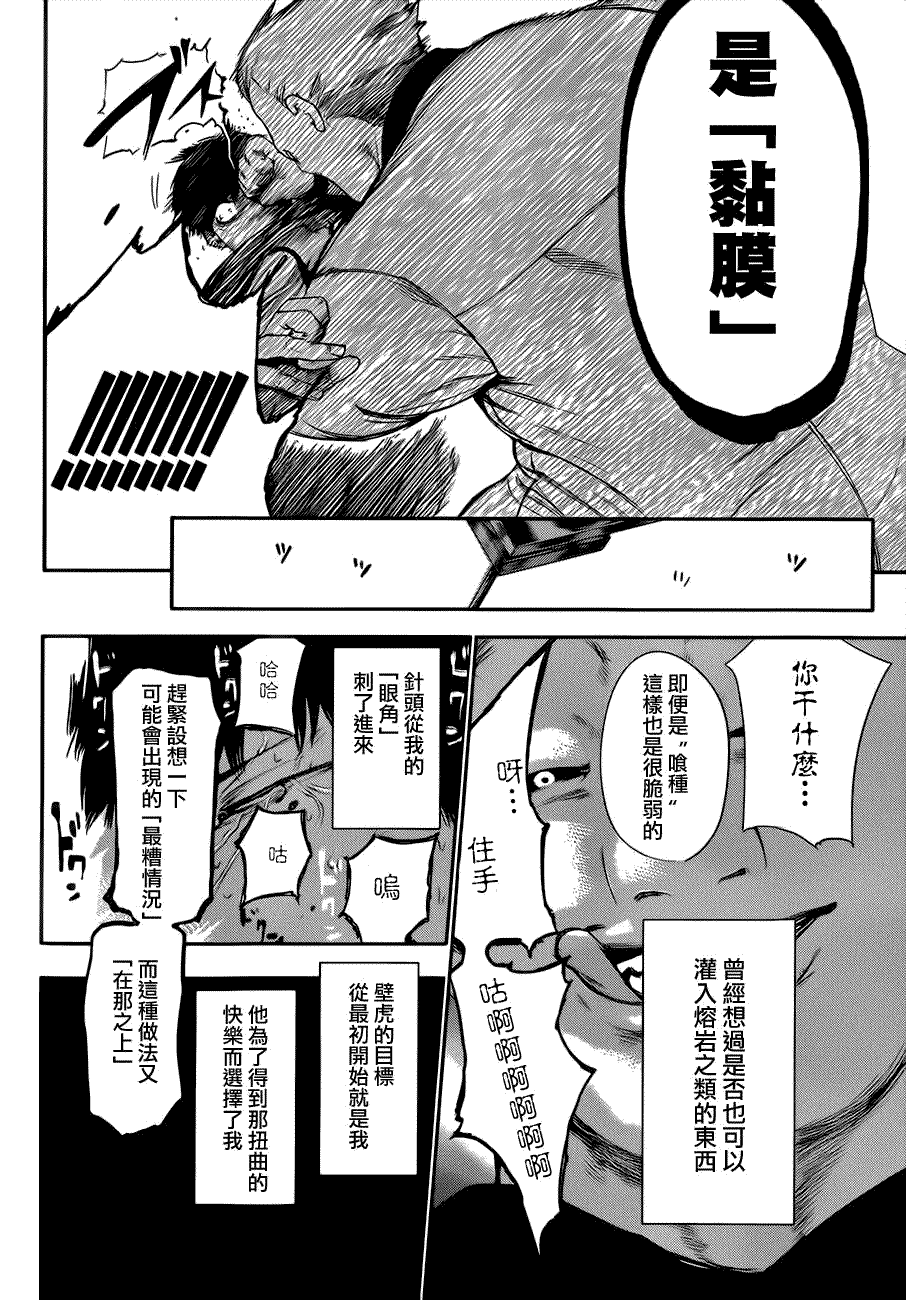 是「黏膜」
ズブ
!!!!!!!!!!
ツ
ツ
ツ
ツ
你干什麼…
即便是〝喰種〞
這樣也是很脆弱的
呀…
住手
曾經想過是否也可以
灌入熔岩之類的東西
咕啊啊啊啊啊啊
針頭從我的
「眼角」
刺了進來
哈哈
嗚
咕
趕緊設想一下
可能會出現的「最糟情況」
而這種做法又
「在那之上」
壁虎的目標
從最初開始就是我
他為了得到那扭曲的
快樂而選擇了我